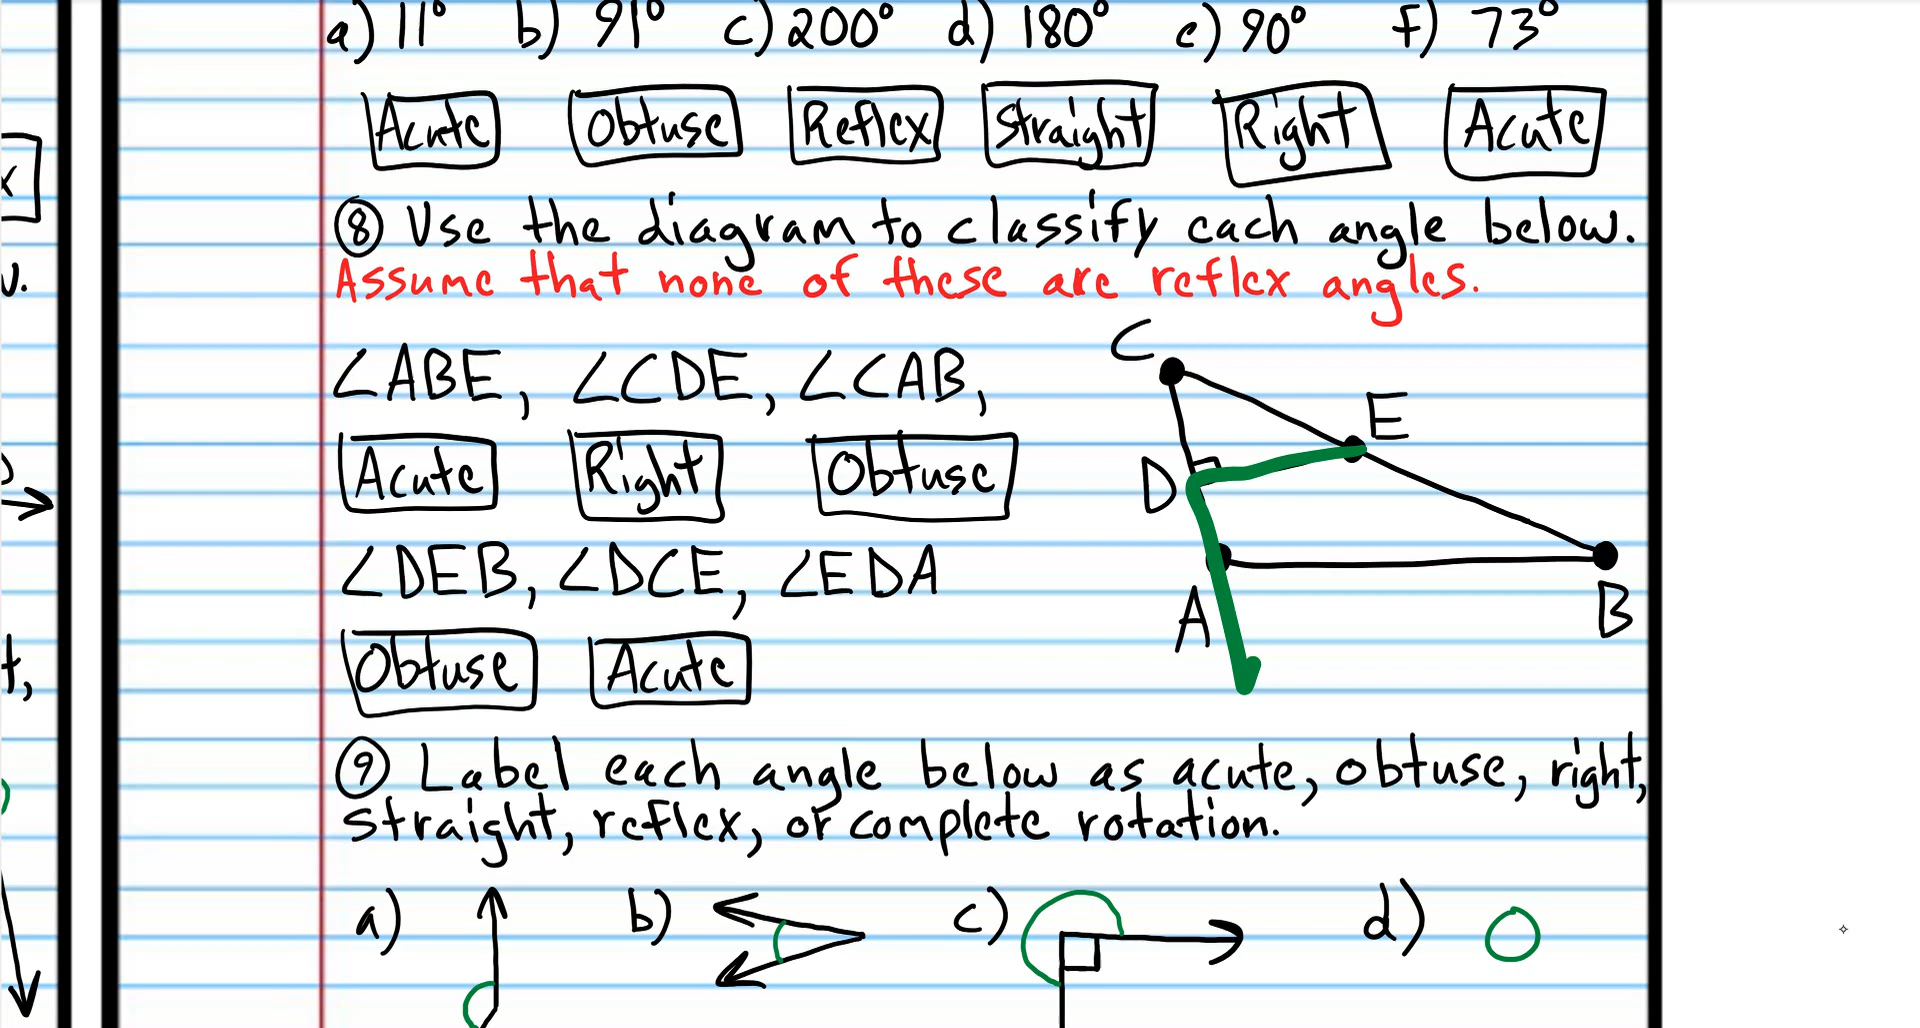 a) 11° b) 91° c) 200° d) 180° e) 90° f) 73°
Acute Obtuse Reflex Straight Right Acute
⑧ Use the diagram to classify each angle below.
Assume that none of these are reflex angles.
∠ABE, ∠CDE, ∠CAB,
Acute Right Obtuse
∠DEB, ∠DCE, ∠EDA
Obtuse Acute
C
E
D
A
B
⑨ Label each angle below as acute, obtuse, right,
straight, reflex, or complete rotation.
a) b) c) d)